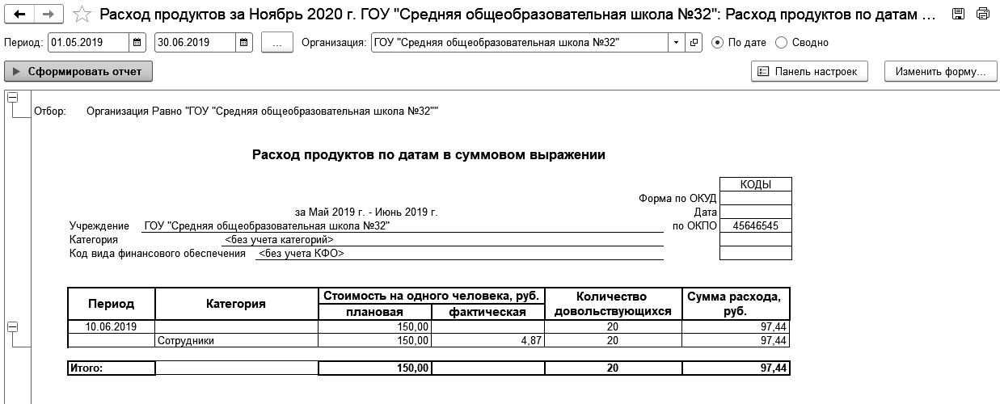 Расход продуктов за Ноябрь 2020 г. ГОУ "Средняя общеобразовательная школа №32": Расход продуктов по датам ...
Период: 01.05.2019 30.06.2019 ... Организация: ГОУ "Средняя общеобразовательная школа №32" По дате Сводно
Сформировать отчет Панель настроек Изменить форму...
Отбор: Организация Равно "ГОУ "Средняя общеобразовательная школа №32""
Расход продуктов по датам в суммовом выражении
КОДЫ
Форма по ОКУД
за Май 2019 г. - Июнь 2019 г. Дата
Учреждение ГОУ "Средняя общеобразовательная школа №32" по ОКПО 45646545
Категория <без учета категорий>
Код вида финансового обеспечения <без учета КФО>
Период Категория Стоимость на одного человека, руб. Количество довольствующихся Сумма расхода, руб.
плановая фактическая
10.06.2019 150,00 20 97,44
Сотрудники 150,00 4,87 20 97,44
Итого: 150,00 20 97,44